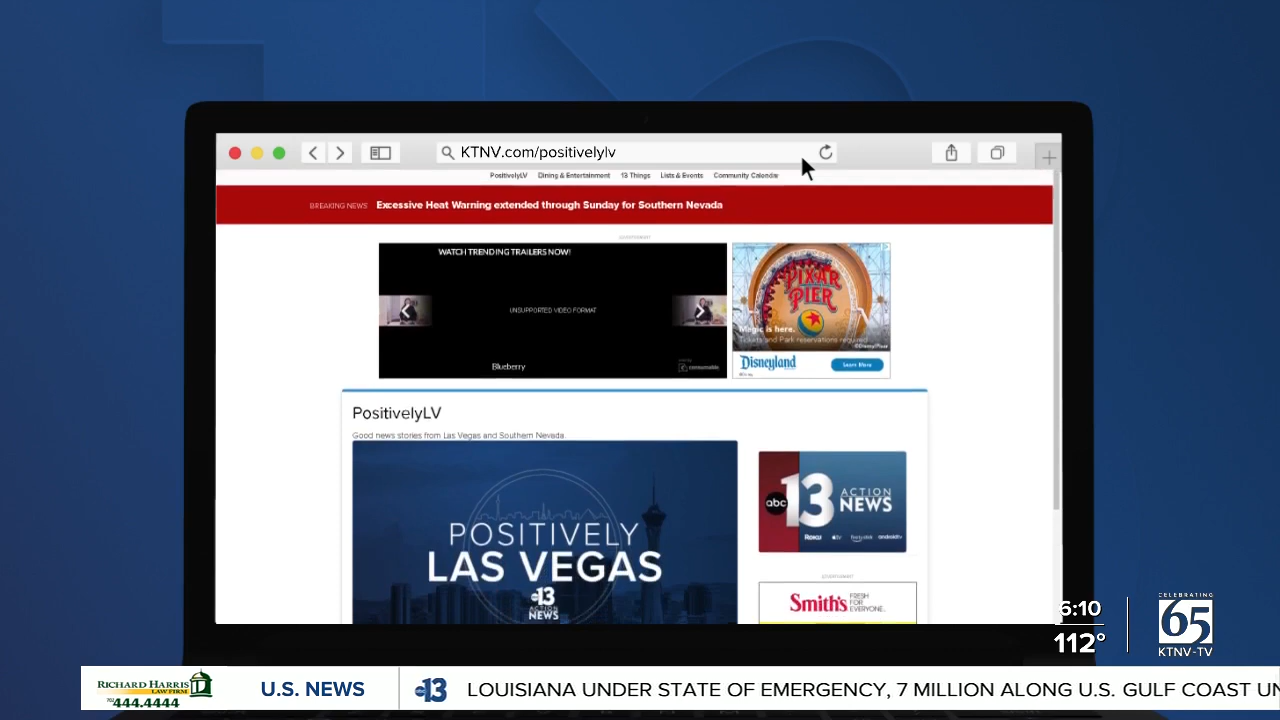 KTNV.com/positivelylv
PositivelyLV Dining & Entertainment 13 Things Lists & Events Community Calendar
BREAKING NEWS Excessive Heat Warning extended through Sunday for Southern Nevada
ADVERTISEMENT
WATCH TRENDING TRAILERS NOW!
UNSUPPORTED VIDEO FORMAT
Blueberry
consumable
PIXAR
PIER
Magic is here.
Tickets and Park reservations required
©Disney/Pixar
Disneyland
Learn More
PositivelyLV
Good news stories from Las Vegas and Southern Nevada.
POSITIVELY
LAS VEGAS
13
ACTION
NEWS
abc 13 ACTION
NEWS
Roku androidtv
ADVERTISEMENT
Smith's FRESH
FOR
EVERYONE.
6:10
112°
CELEBRATING
65
KTNV-TV
RICHARD HARRIS
LAW FIRM
702 444.4444
U.S. NEWS
13 LOUISIANA UNDER STATE OF EMERGENCY, 7 MILLION ALONG U.S. GULF COAST UN